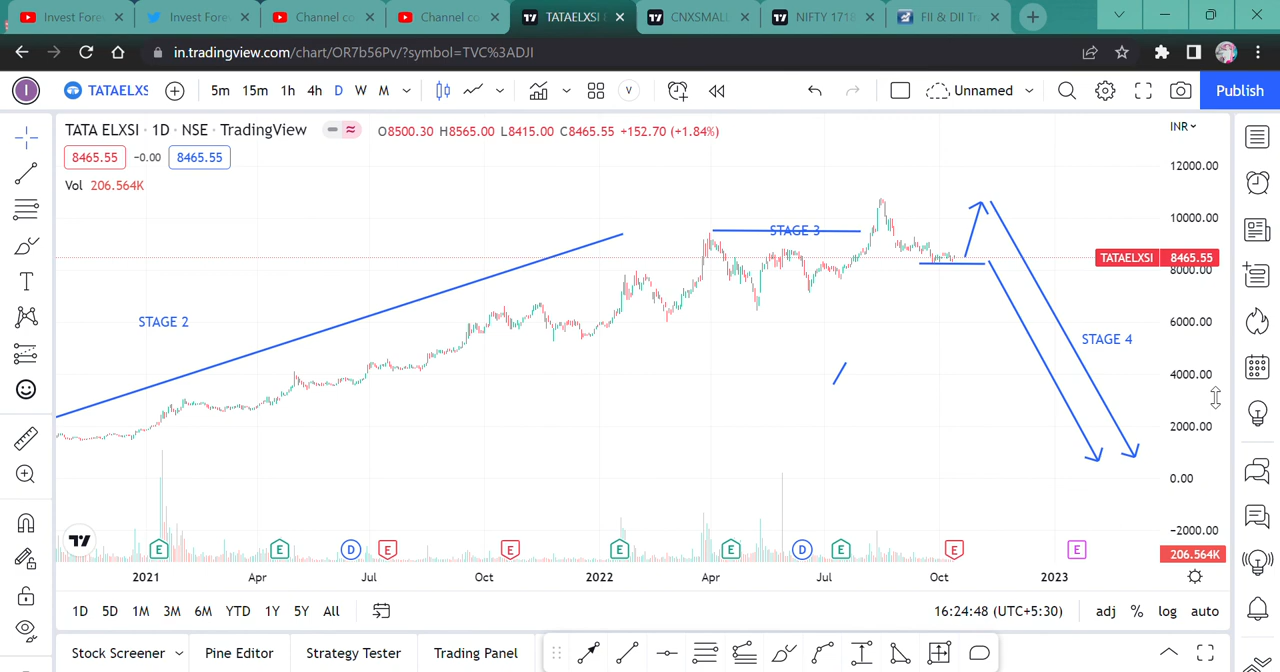 Invest Fore
Invest Fore
Channel co
Channel co
TATAELXSI
CNXSMALL
NIFTY 1718
FII & DII Tr
in.tradingview.com/chart/OR7b56Pv/?symbol=TVC%3ADJI
I
TATAELXS
5m 15m 1h 4h D W M
V
Unnamed
Publish
TATA ELXSI · 1D · NSE · TradingView
O8500.30 H8565.00 L8415.00 C8465.55 +152.70 (+1.84%)
INR
8465.55 −0.00 8465.55
Vol 206.564K
12000.00
10000.00
STAGE 3
TATAELXSI 8465.55
8000.00
STAGE 2
6000.00
STAGE 4
4000.00
2000.00
0.00
−2000.00
E E D E E E E D E E E
206.564K
2021 Apr Jul Oct 2022 Apr Jul Oct 2023
1D 5D 1M 3M 6M YTD 1Y 5Y All
16:24:48 (UTC+5:30) adj % log auto
Stock Screener Pine Editor Strategy Tester Trading Panel